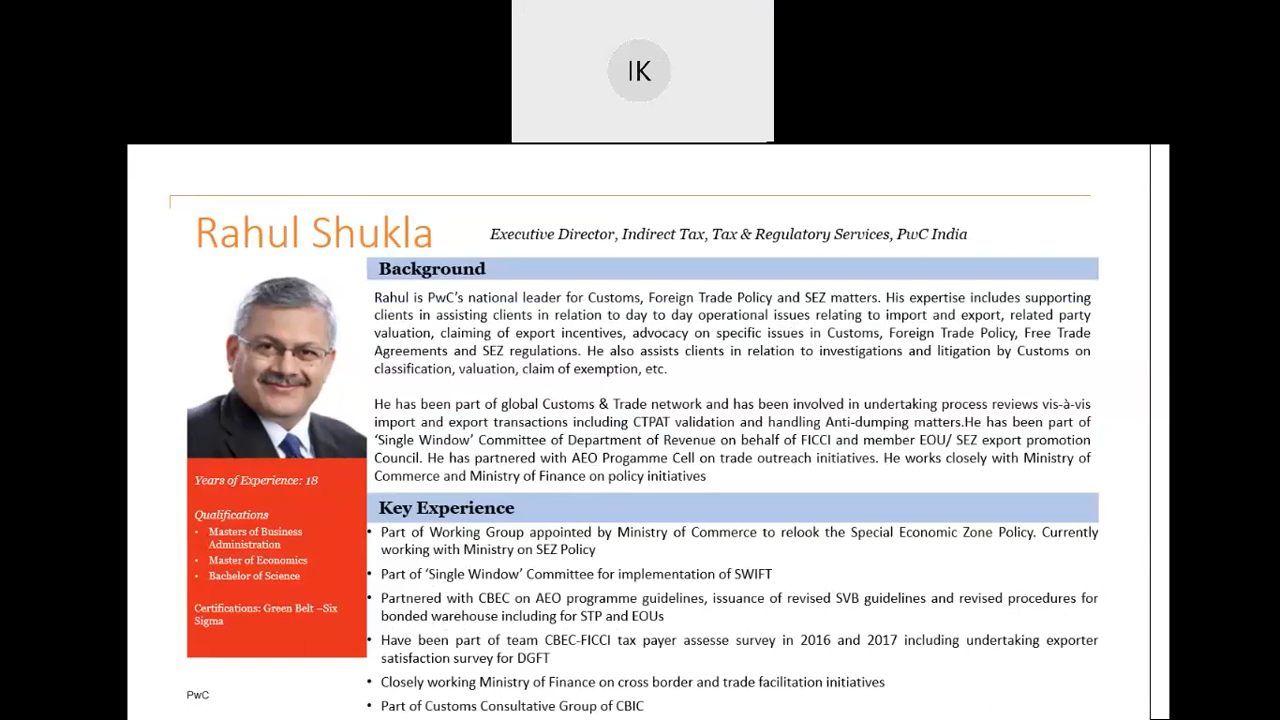 IK
Rahul Shukla
Executive Director, Indirect Tax, Tax & Regulatory Services, PwC India
Background
Rahul is PwC's national leader for Customs, Foreign Trade Policy and SEZ matters. His expertise includes supporting
clients in assisting clients in relation to day to day operational issues relating to import and export, related party
valuation, claiming of export incentives, advocacy on specific issues in Customs, Foreign Trade Policy, Free Trade
Agreements and SEZ regulations. He also assists clients in relation to investigations and litigation by Customs on
classification, valuation, claim of exemption, etc.
He has been part of global Customs & Trade network and has been involved in undertaking process reviews vis-à-vis
import and export transactions including CTPAT validation and handling Anti-dumping matters.He has been part of
‘Single Window’ Committee of Department of Revenue on behalf of FICCI and member EOU/ SEZ export promotion
Council. He has partnered with AEO Progamme Cell on trade outreach initiatives. He works closely with Ministry of
Commerce and Ministry of Finance on policy initiatives
Years of Experience: 18
Qualifications
• Masters of Business
Administration
• Master of Economics
• Bachelor of Science
Certifications: Green Belt –Six
Sigma
Key Experience
• Part of Working Group appointed by Ministry of Commerce to relook the Special Economic Zone Policy. Currently
working with Ministry on SEZ Policy
• Part of ‘Single Window’ Committee for implementation of SWIFT
• Partnered with CBEC on AEO programme guidelines, issuance of revised SVB guidelines and revised procedures for
bonded warehouse including for STP and EOUs
• Have been part of team CBEC-FICCI tax payer assesse survey in 2016 and 2017 including undertaking exporter
satisfaction survey for DGFT
• Closely working Ministry of Finance on cross border and trade facilitation initiatives
• Part of Customs Consultative Group of CBIC
PwC